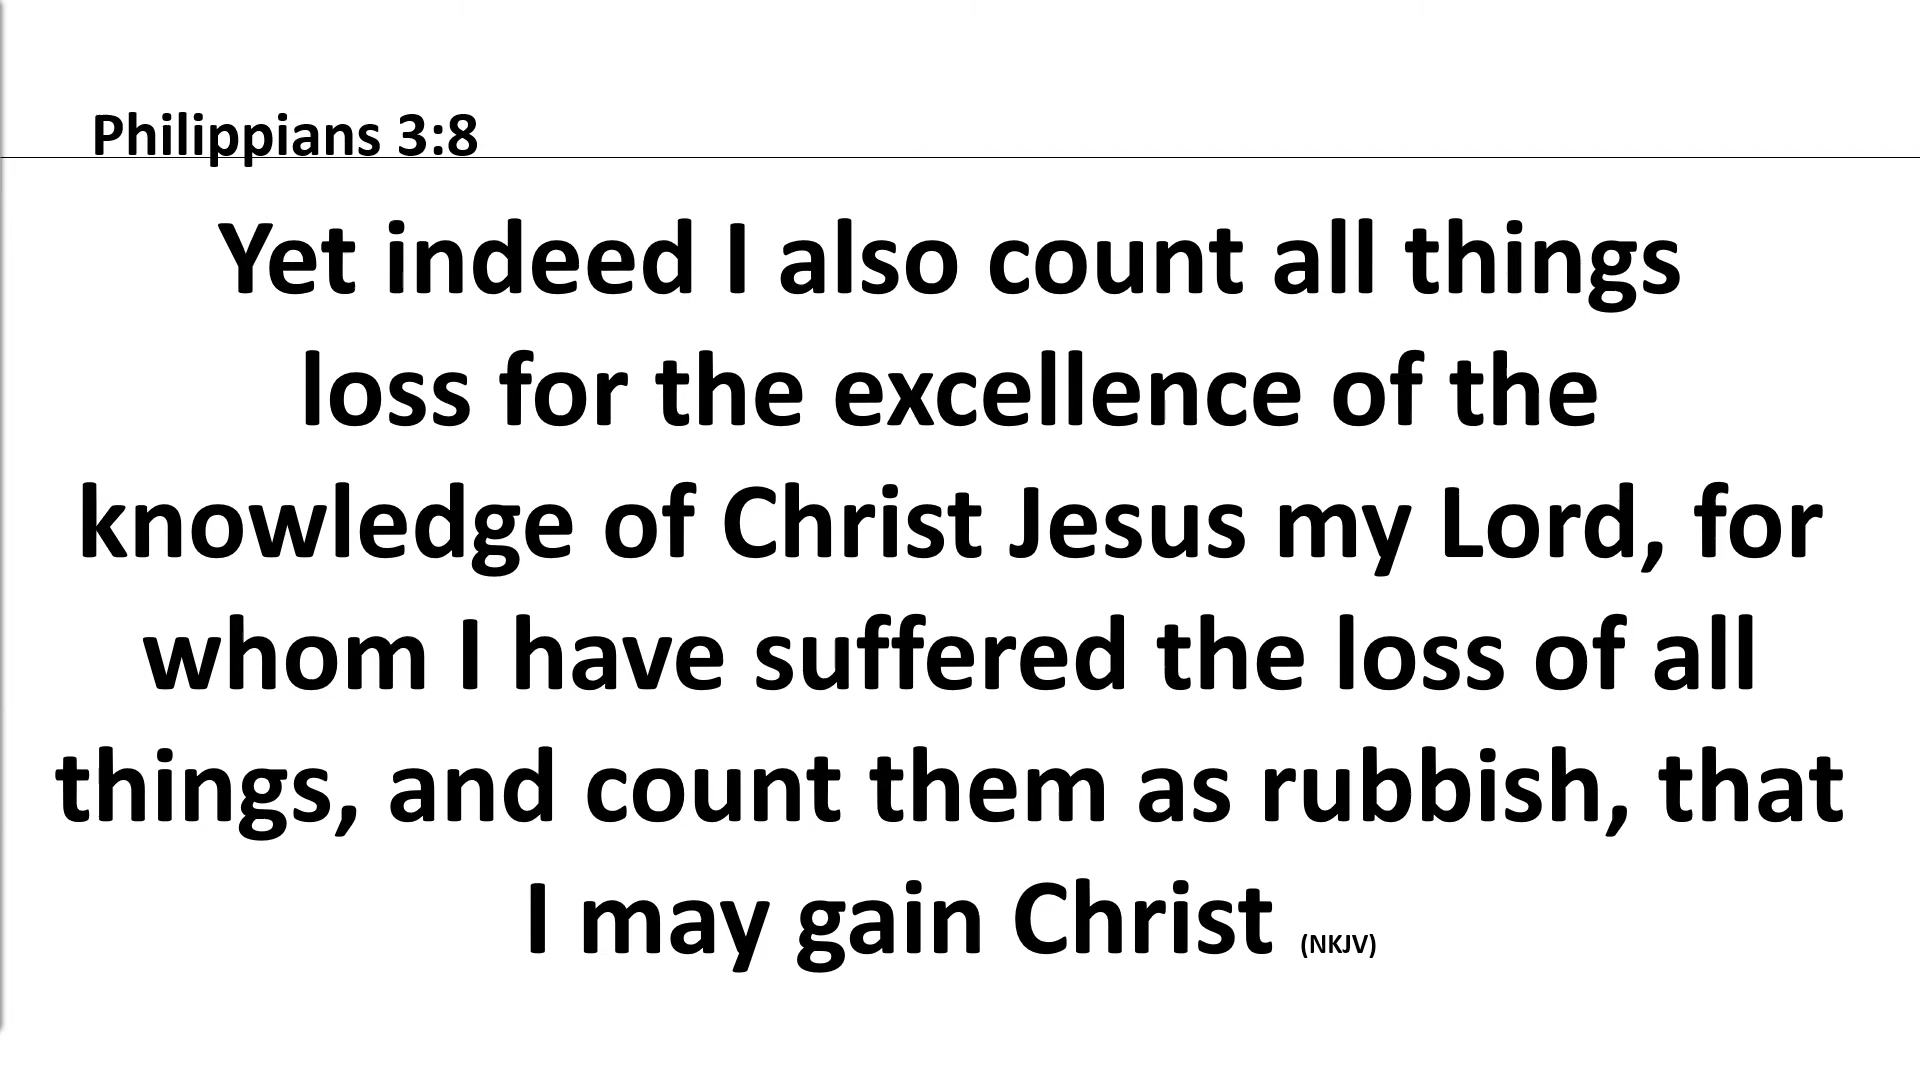 Philippians 3:8
Yet indeed I also count all things
loss for the excellence of the
knowledge of Christ Jesus my Lord, for
whom I have suffered the loss of all
things, and count them as rubbish, that
I may gain Christ (NKJV)